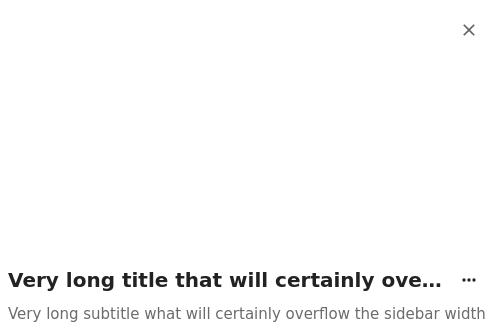 Very long title that will certainly ove...
Very long subtitle what will certainly overflow the sidebar width